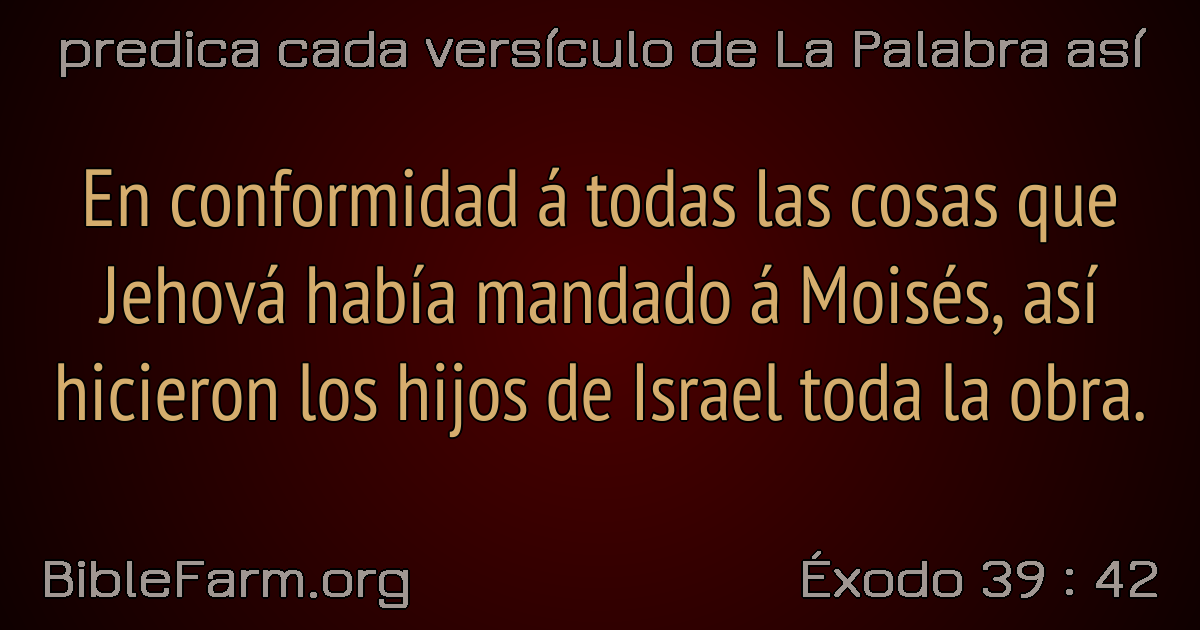 predica cada versículo de La Palabra así
En conformidad á todas las cosas que
Jehová había mandado á Moisés, así
hicieron los hijos de Israel toda la obra.
BibleFarm.org
Éxodo 39 : 42